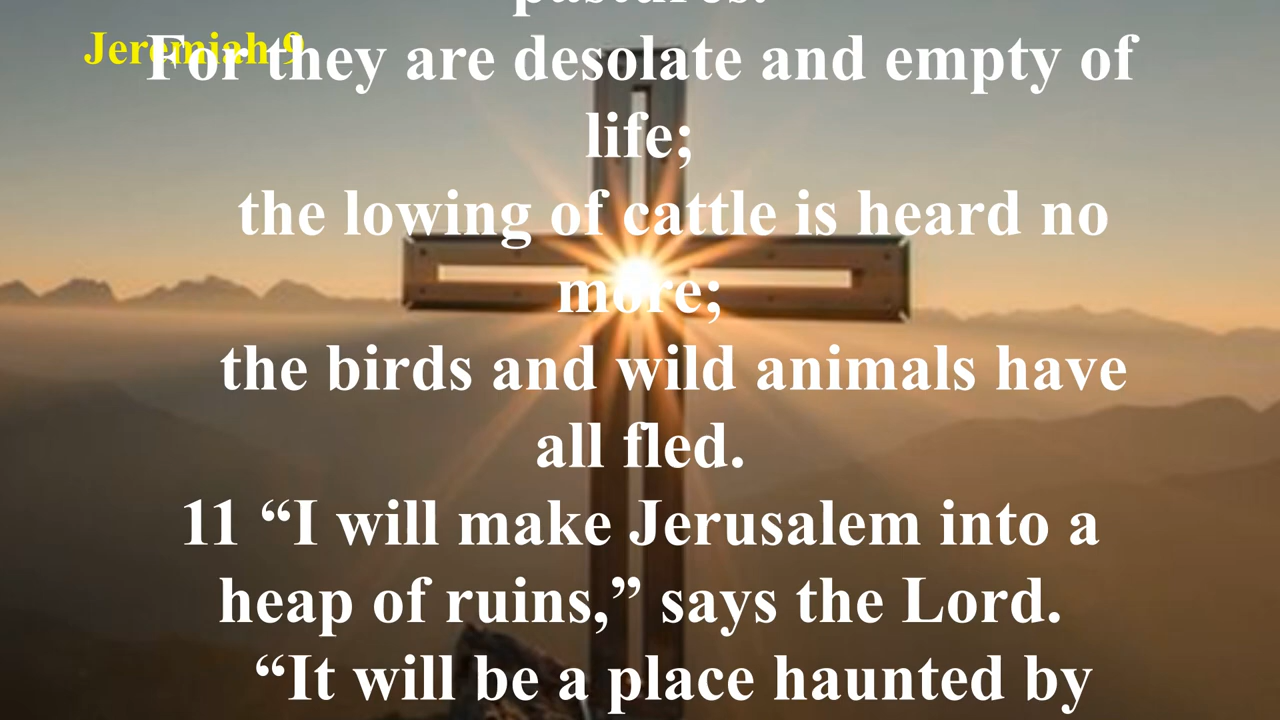 pastures.
Jeremiah 9
For they are desolate and empty of
life;
the lowing of cattle is heard no
more;
the birds and wild animals have
all fled.
11 “I will make Jerusalem into a
heap of ruins,” says the Lord.
“It will be a place haunted by